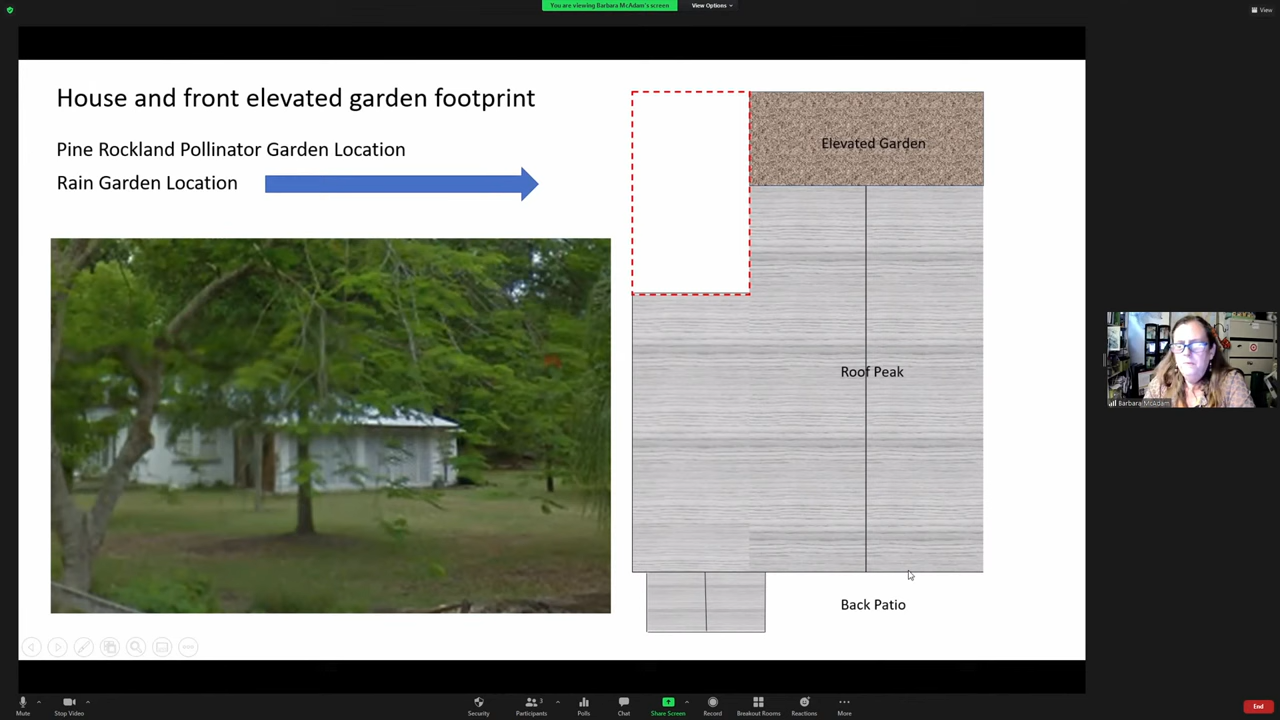 You are viewing Barbara McAdam's screen
View Options
View
House and front elevated garden footprint
Pine Rockland Pollinator Garden Location
Rain Garden Location
Elevated Garden
Roof Peak
Back Patio
Barbara McAdam
Mute
Stop Video
Security
Participants
3
Polls
Chat
Share Screen
Record
Breakout Rooms
Reactions
More
End